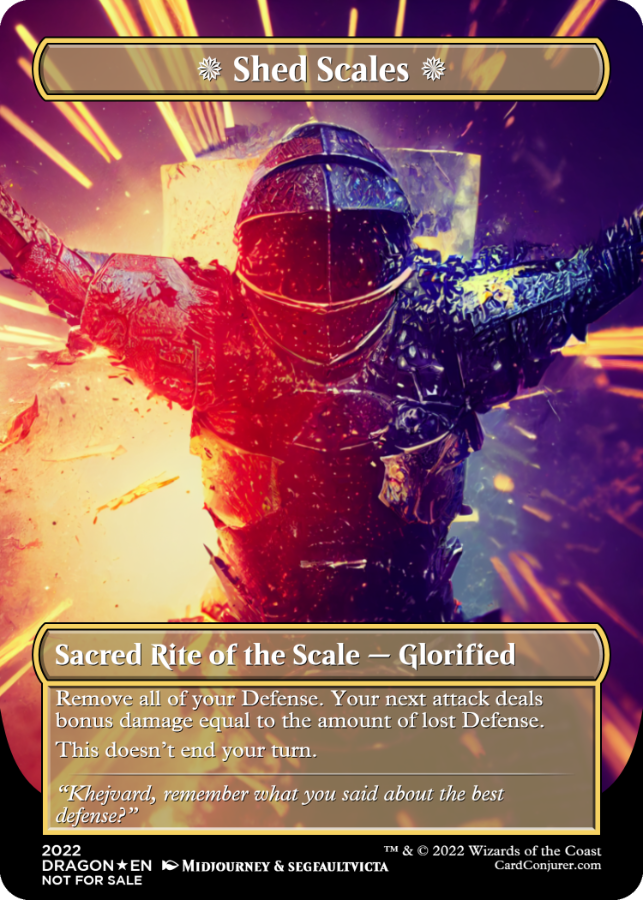 Shed Scales
Sacred Rite of the Scale — Glorified
Remove all of your Defense. Your next attack deals
bonus damage equal to the amount of lost Defense.
This doesn't end your turn.
“Khejvard, remember what you said about the best
defense?”
2022
DRAGON★EN MIDJOURNEY & SEGFAULTVICTA
NOT FOR SALE
™ & © 2022 Wizards of the Coast
CardConjurer.com